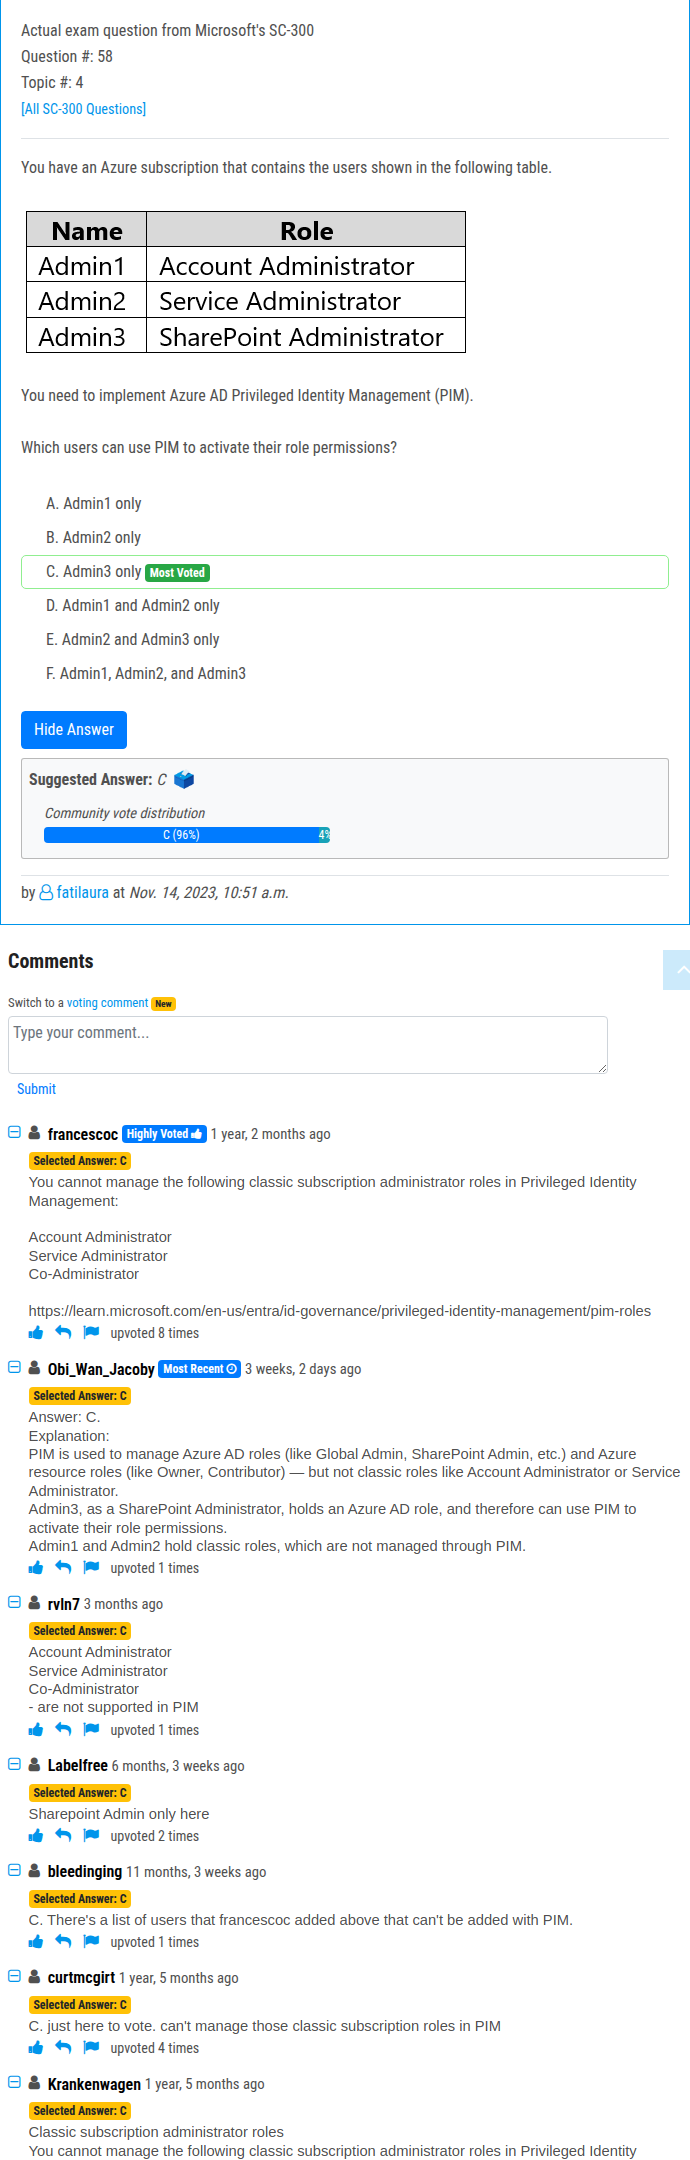 Actual exam question from Microsoft's SC-300
Question #: 58
Topic #: 4
[All SC-300 Questions]
You have an Azure subscription that contains the users shown in the following table.
Name Role
Admin1 Account Administrator
Admin2 Service Administrator
Admin3 SharePoint Administrator
You need to implement Azure AD Privileged Identity Management (PIM).
Which users can use PIM to activate their role permissions?
A. Admin1 only
B. Admin2 only
C. Admin3 only Most Voted
D. Admin1 and Admin2 only
E. Admin2 and Admin3 only
F. Admin1, Admin2, and Admin3
Hide Answer
Suggested Answer: C
Community vote distribution
C (96%) 4%
by fatilaura at Nov. 14, 2023, 10:51 a.m.
Comments
Switch to a voting comment New
Type your comment...
Submit
francescoc Highly Voted 1 year, 2 months ago
Selected Answer: C
You cannot manage the following classic subscription administrator roles in Privileged Identity
Management:
Account Administrator
Service Administrator
Co-Administrator
https://learn.microsoft.com/en-us/entra/id-governance/privileged-identity-management/pim-roles
upvoted 8 times
Obi_Wan_Jacoby Most Recent 3 weeks, 2 days ago
Selected Answer: C
Answer: C.
Explanation:
PIM is used to manage Azure AD roles (like Global Admin, SharePoint Admin, etc.) and Azure
resource roles (like Owner, Contributor) — but not classic roles like Account Administrator or Service
Administrator.
Admin3, as a SharePoint Administrator, holds an Azure AD role, and therefore can use PIM to
activate their role permissions.
Admin1 and Admin2 hold classic roles, which are not managed through PIM.
upvoted 1 times
rvln7 3 months ago
Selected Answer: C
Account Administrator
Service Administrator
Co-Administrator
- are not supported in PIM
upvoted 1 times
Labelfree 6 months, 3 weeks ago
Selected Answer: C
Sharepoint Admin only here
upvoted 2 times
bleedinging 11 months, 3 weeks ago
Selected Answer: C
C. There's a list of users that francescoc added above that can't be added with PIM.
upvoted 1 times
curtmcgirt 1 year, 5 months ago
Selected Answer: C
C. just here to vote. can't manage those classic subscription roles in PIM
upvoted 4 times
Krankenwagen 1 year, 5 months ago
Selected Answer: C
Classic subscription administrator roles
You cannot manage the following classic subscription administrator roles in Privileged Identity